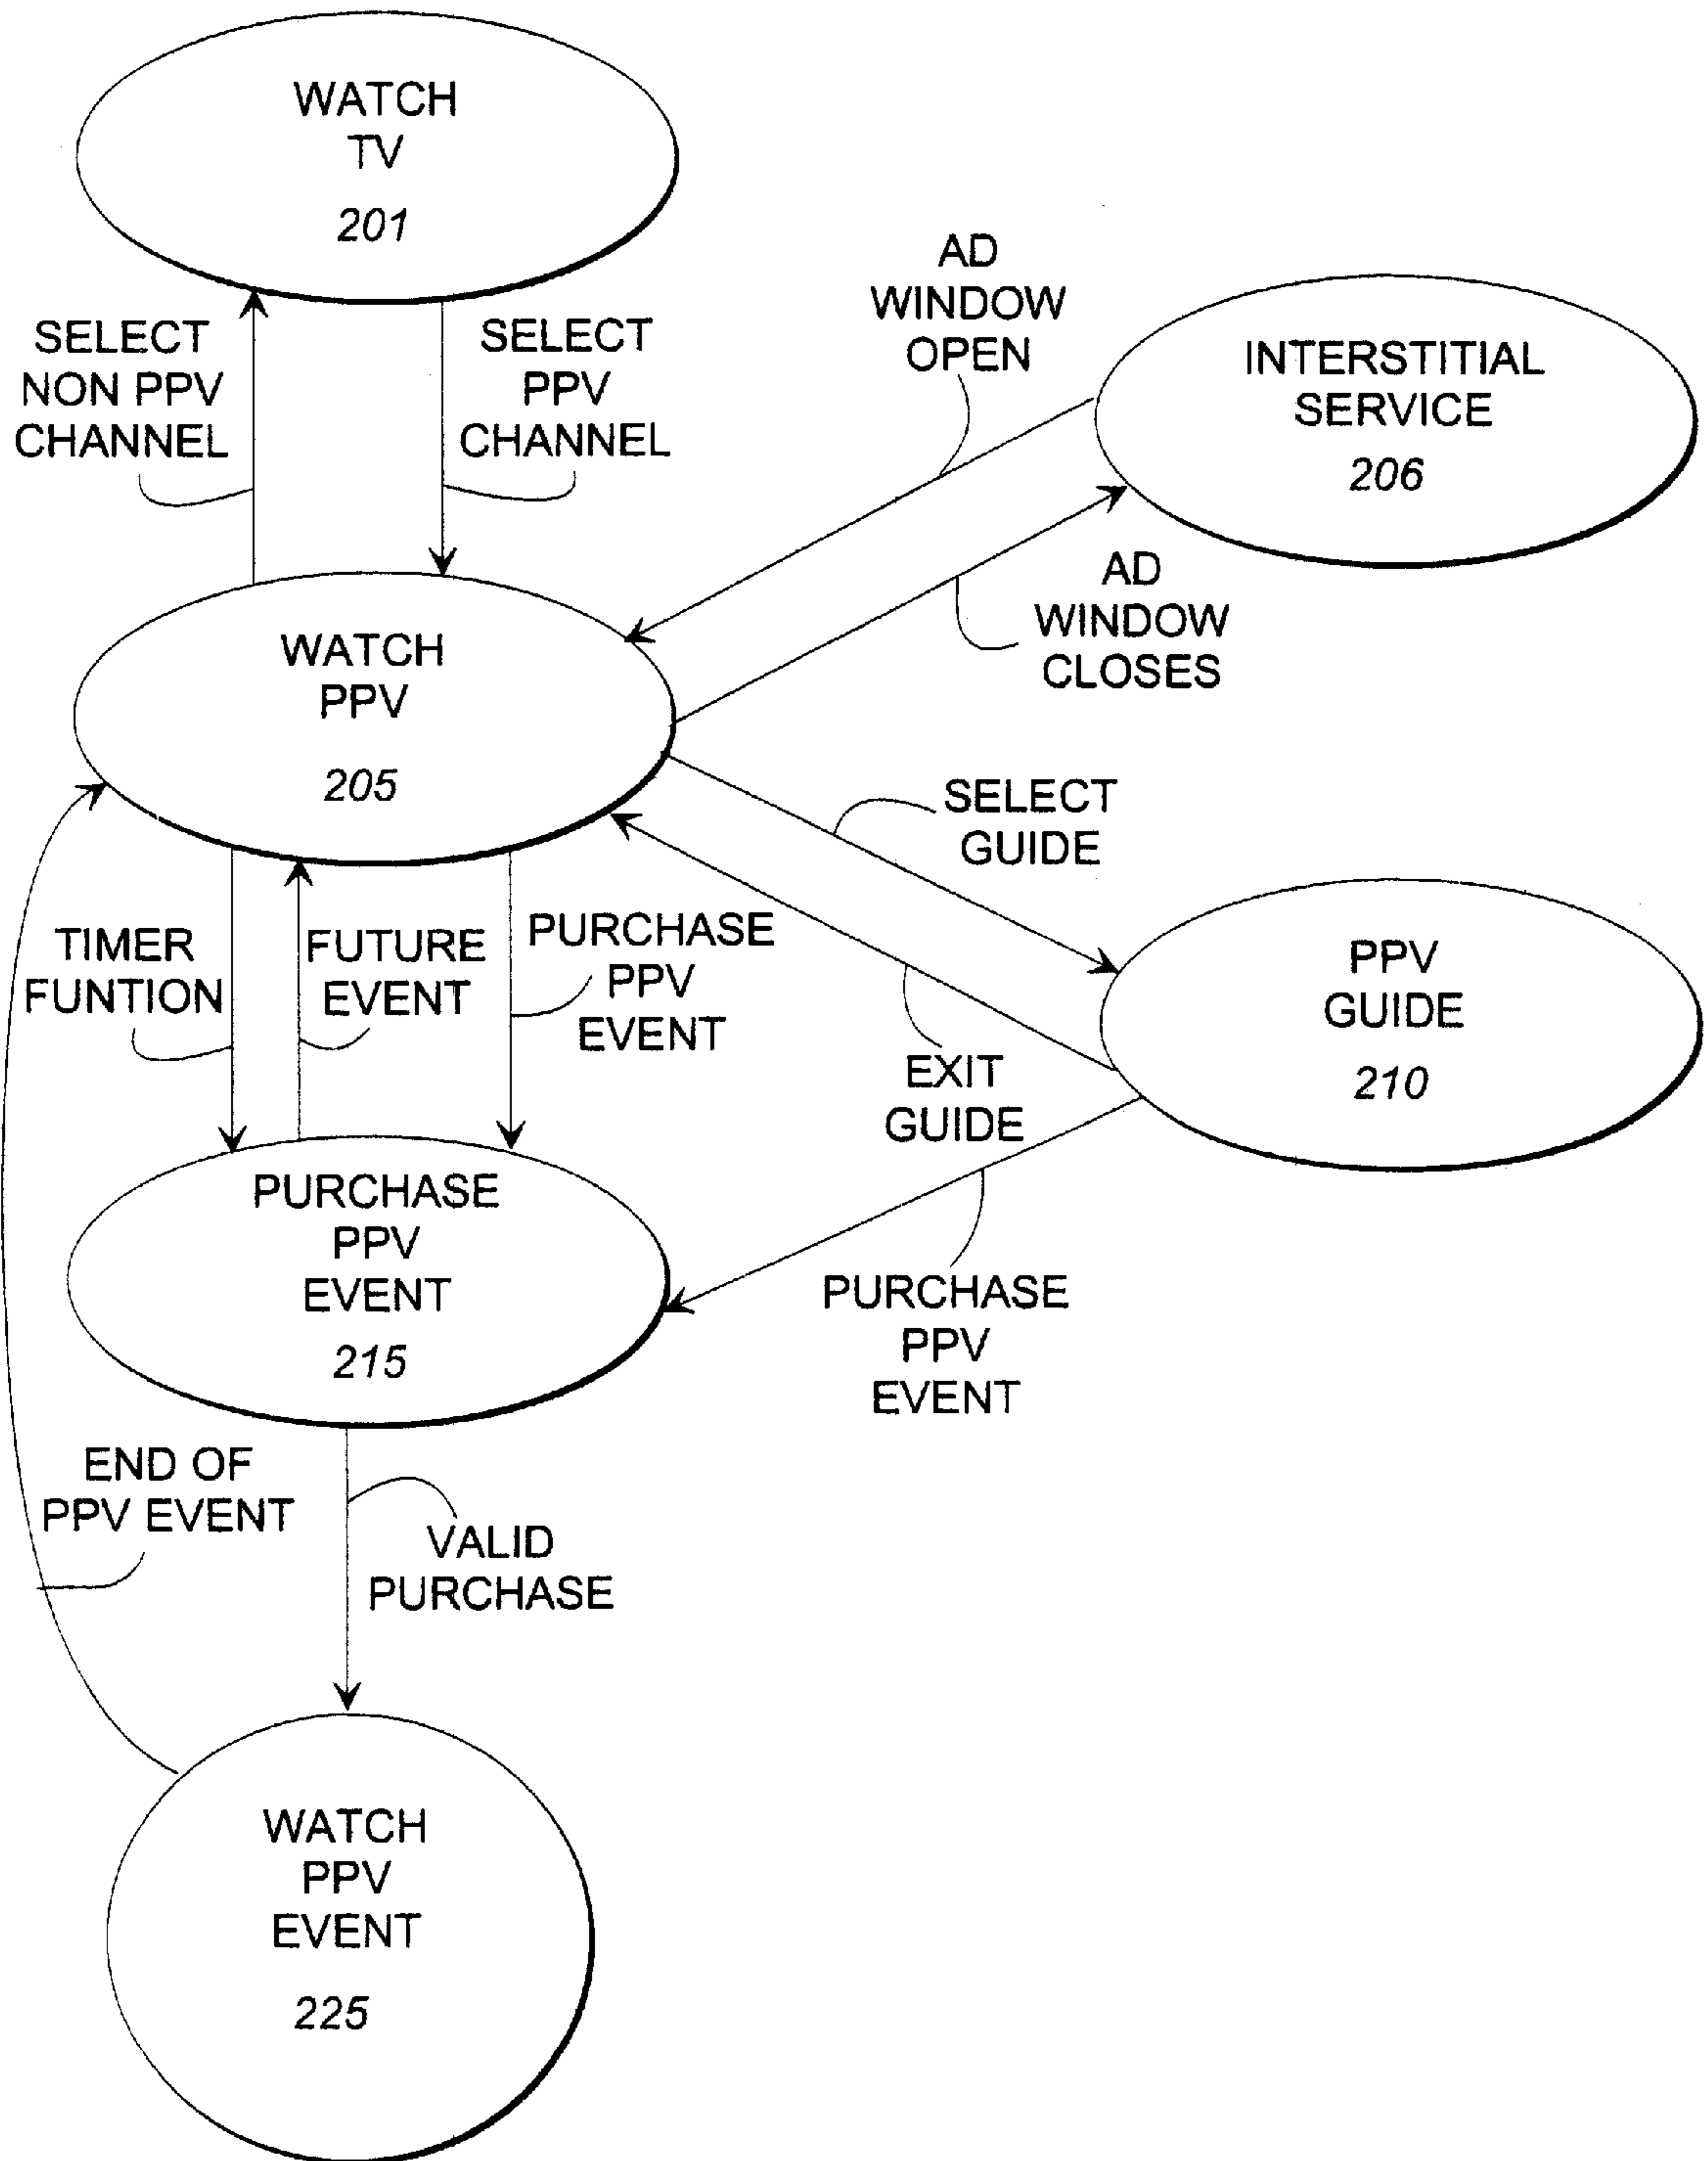 WATCH
TV
201
SELECT
NON PPV
CHANNEL
SELECT
PPV
CHANNEL
AD
WINDOW
OPEN
INTERSTITIAL
SERVICE
206
AD
WINDOW
CLOSES
WATCH
PPV
205
SELECT
GUIDE
TIMER
FUNTION
FUTURE
EVENT
PURCHASE
PPV
EVENT
PPV
GUIDE
210
EXIT
GUIDE
PURCHASE
PPV
EVENT
215
PURCHASE
PPV
EVENT
END OF
PPV EVENT
VALID
PURCHASE
WATCH
PPV
EVENT
225